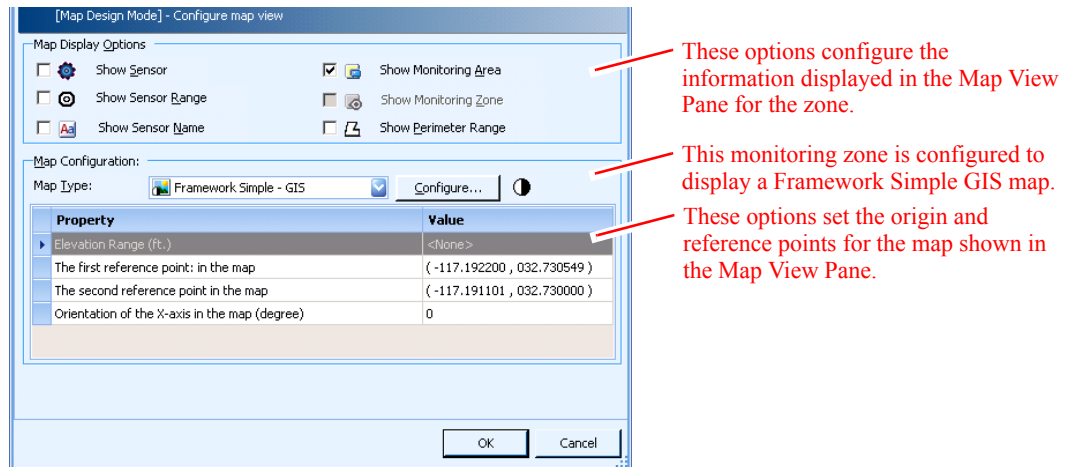 [Map Design Mode] - Configure map view
Map Display Options
Show Sensor
Show Monitoring Area
Show Sensor Range
Show Monitoring Zone
Aa Show Sensor Name
Show Perimeter Range
These options configure the
information displayed in the Map View
Pane for the zone.
Map Configuration:
Map Type:
Framework Simple - GIS
Configure...
This monitoring zone is configured to
display a Framework Simple GIS map.
Property Value
Elevation Range (ft.) <None>
The first reference point: in the map ( -117.192200 , 032.730549 )
The second reference point in the map ( -117.191101 , 032.730000 )
Orientation of the X-axis in the map (degree) 0
These options set the origin and
reference points for the map shown in
the Map View Pane.
OK Cancel